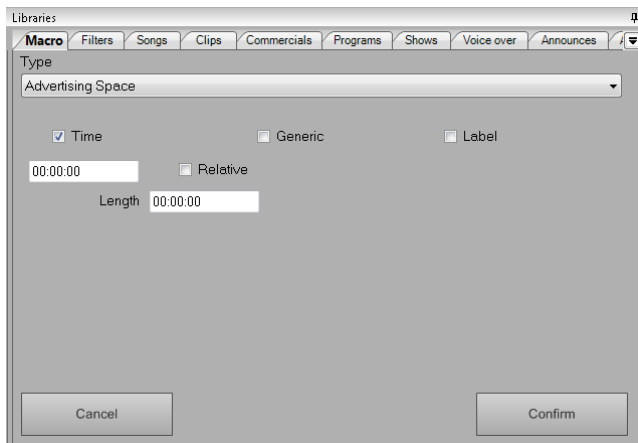 Libraries
Macro Filters Songs Clips Commercials Programs Shows Voice over Announces
Type
Advertising Space
Time Generic Label
00:00:00 Relative
Length 00:00:00
Cancel Confirm